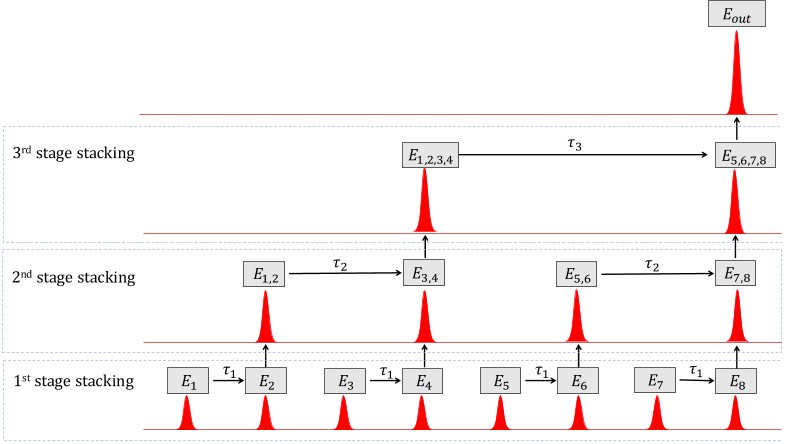 E_out
3rd stage stacking
E_1,2,3,4
τ_3
E_5,6,7,8
2nd stage stacking
E_1,2
τ_2
E_3,4
E_5,6
τ_2
E_7,8
1st stage stacking
E_1
τ_1
E_2
E_3
τ_1
E_4
E_5
τ_1
E_6
E_7
τ_1
E_8